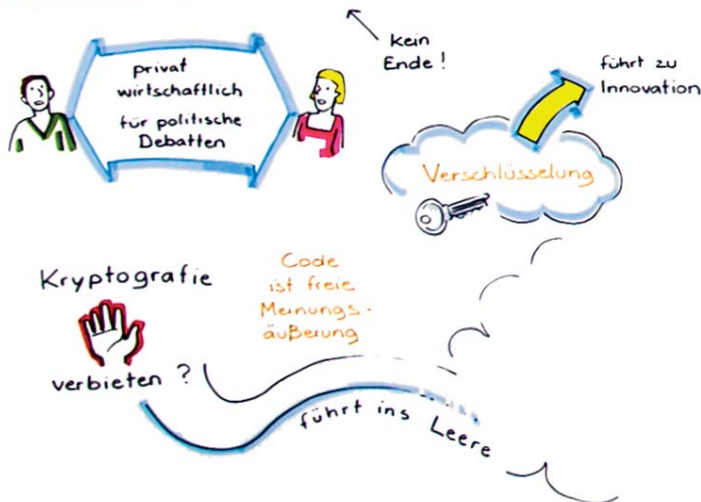 kein
Ende!
privat
wirtschaftlich
für politische
Debatten
führt zu
Innovation
Verschlüsselung
Kryptografie
verbieten ?
Code
ist freie
Meinungs-
äußerung
führt ins Leere